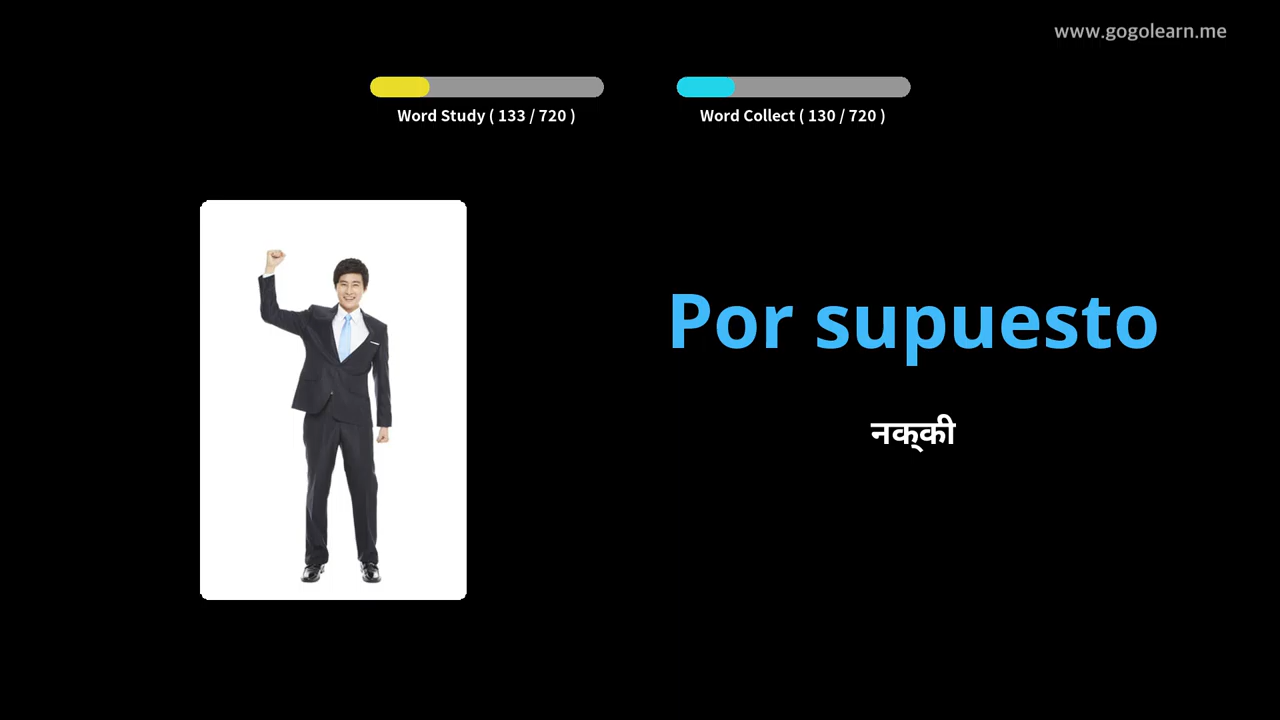 www.gogolearn.me
Word Study ( 133 / 720 )
Word Collect ( 130 / 720 )
Por supuesto
नक्की